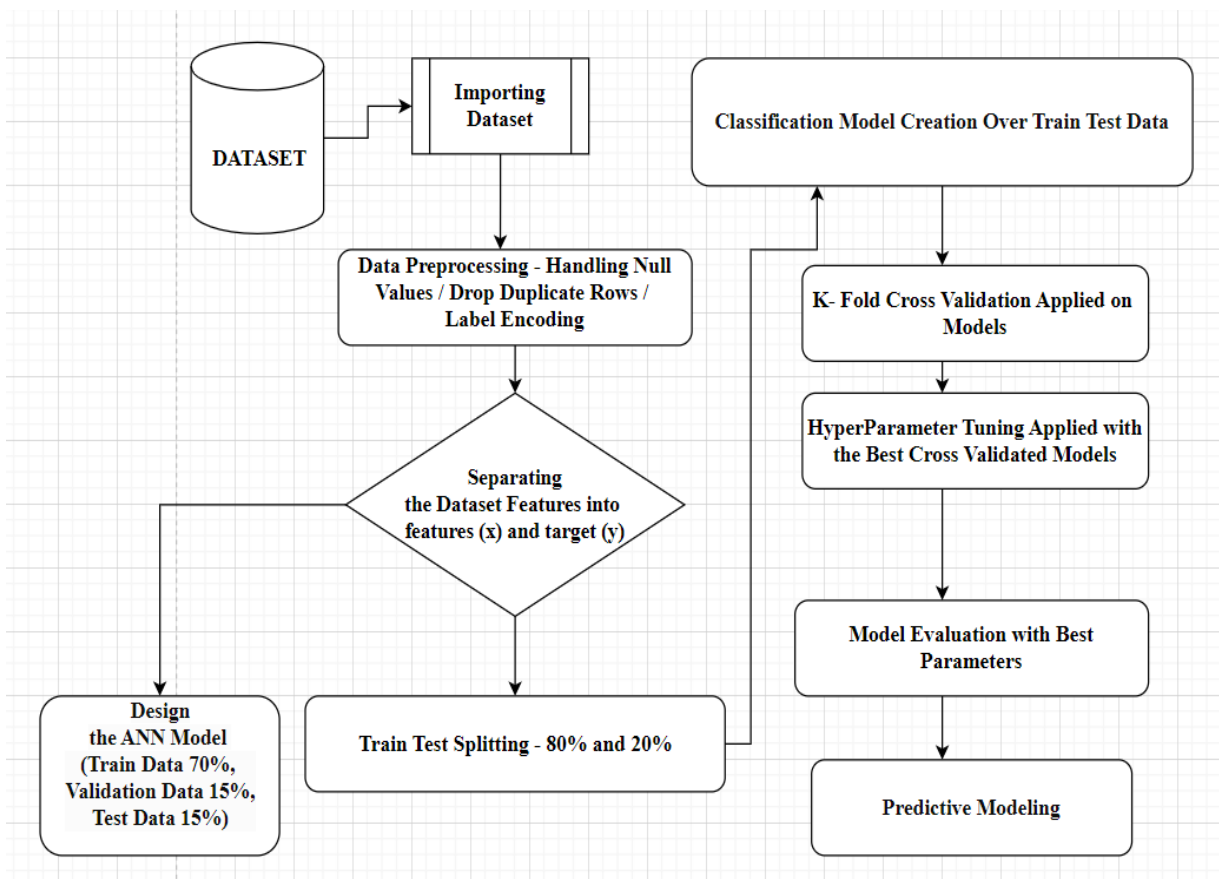 DATASET
Importing
Dataset
Data Preprocessing - Handling Null
Values / Drop Duplicate Rows /
Label Encoding
Separating
the Dataset Features into
features (x) and target (y)
Design
the ANN Model
(Train Data 70%,
Validation Data 15%,
Test Data 15%)
Train Test Splitting - 80% and 20%
Classification Model Creation Over Train Test Data
K- Fold Cross Validation Applied on
Models
HyperParameter Tuning Applied with
the Best Cross Validated Models
Model Evaluation with Best
Parameters
Predictive Modeling